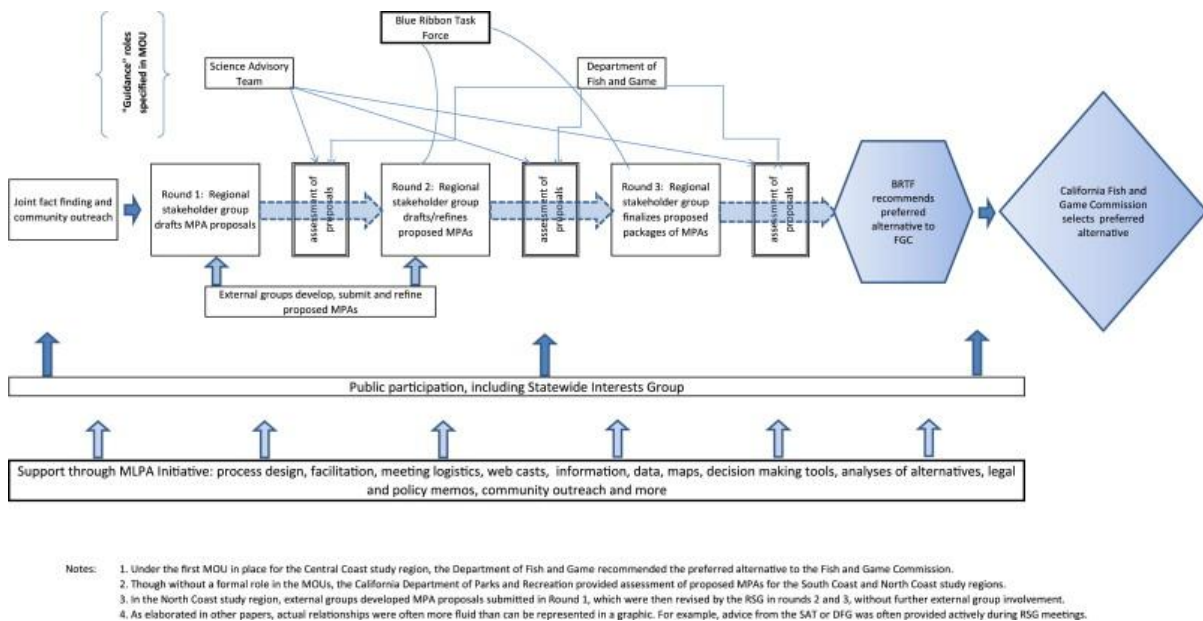 "Guidance" roles
specified in MOU
Blue Ribbon Task
Force
Science Advisory
Team
Department of
Fish and Game
Joint fact finding and
community outreach
Round 1:  Regional
stakeholder group
drafts MPA proposals
assessment of
proposals
Round 2:  Regional
stakeholder group
drafts/refines
proposed MPAs
assessment of
proposals
Round 3:  Regional
stakeholder group
finalizes proposed
packages of MPAs
assessment of
proposals
BRTF
recommends
preferred
alternative to
FGC
California Fish and
Game Commission
selects  preferred
alternative
External groups develop, submit and refine
proposed MPAs
Public participation, including Statewide Interests
Group
Support through MLPA Initiative: process design, facilitation, meeting logistics, web casts,  information, data, maps, decision making tools, analyses of alternatives, legal
and policy memos, community outreach and more
Notes: 1. Under the first MOU in place for the Central Coast study region, the Department of Fish and Game recommended the preferred alternative to the Fish and Game Commission.
2. Though without a formal role in the MOUs, the California Department of Parks and Recreation provided assessment of proposed MPAs for the South Coast and North Coast study regions.
3. In the North Coast study region, external groups developed MPA proposals submitted in Round 1, which were then revised by the RSG in rounds 2 and 3, without further external group involvement.
4. As elaborated in other papers, actual relationships were often more fluid than can be represented in a graphic. For example, advice from the SAT or DFG was often provided actively during RSG meetings.